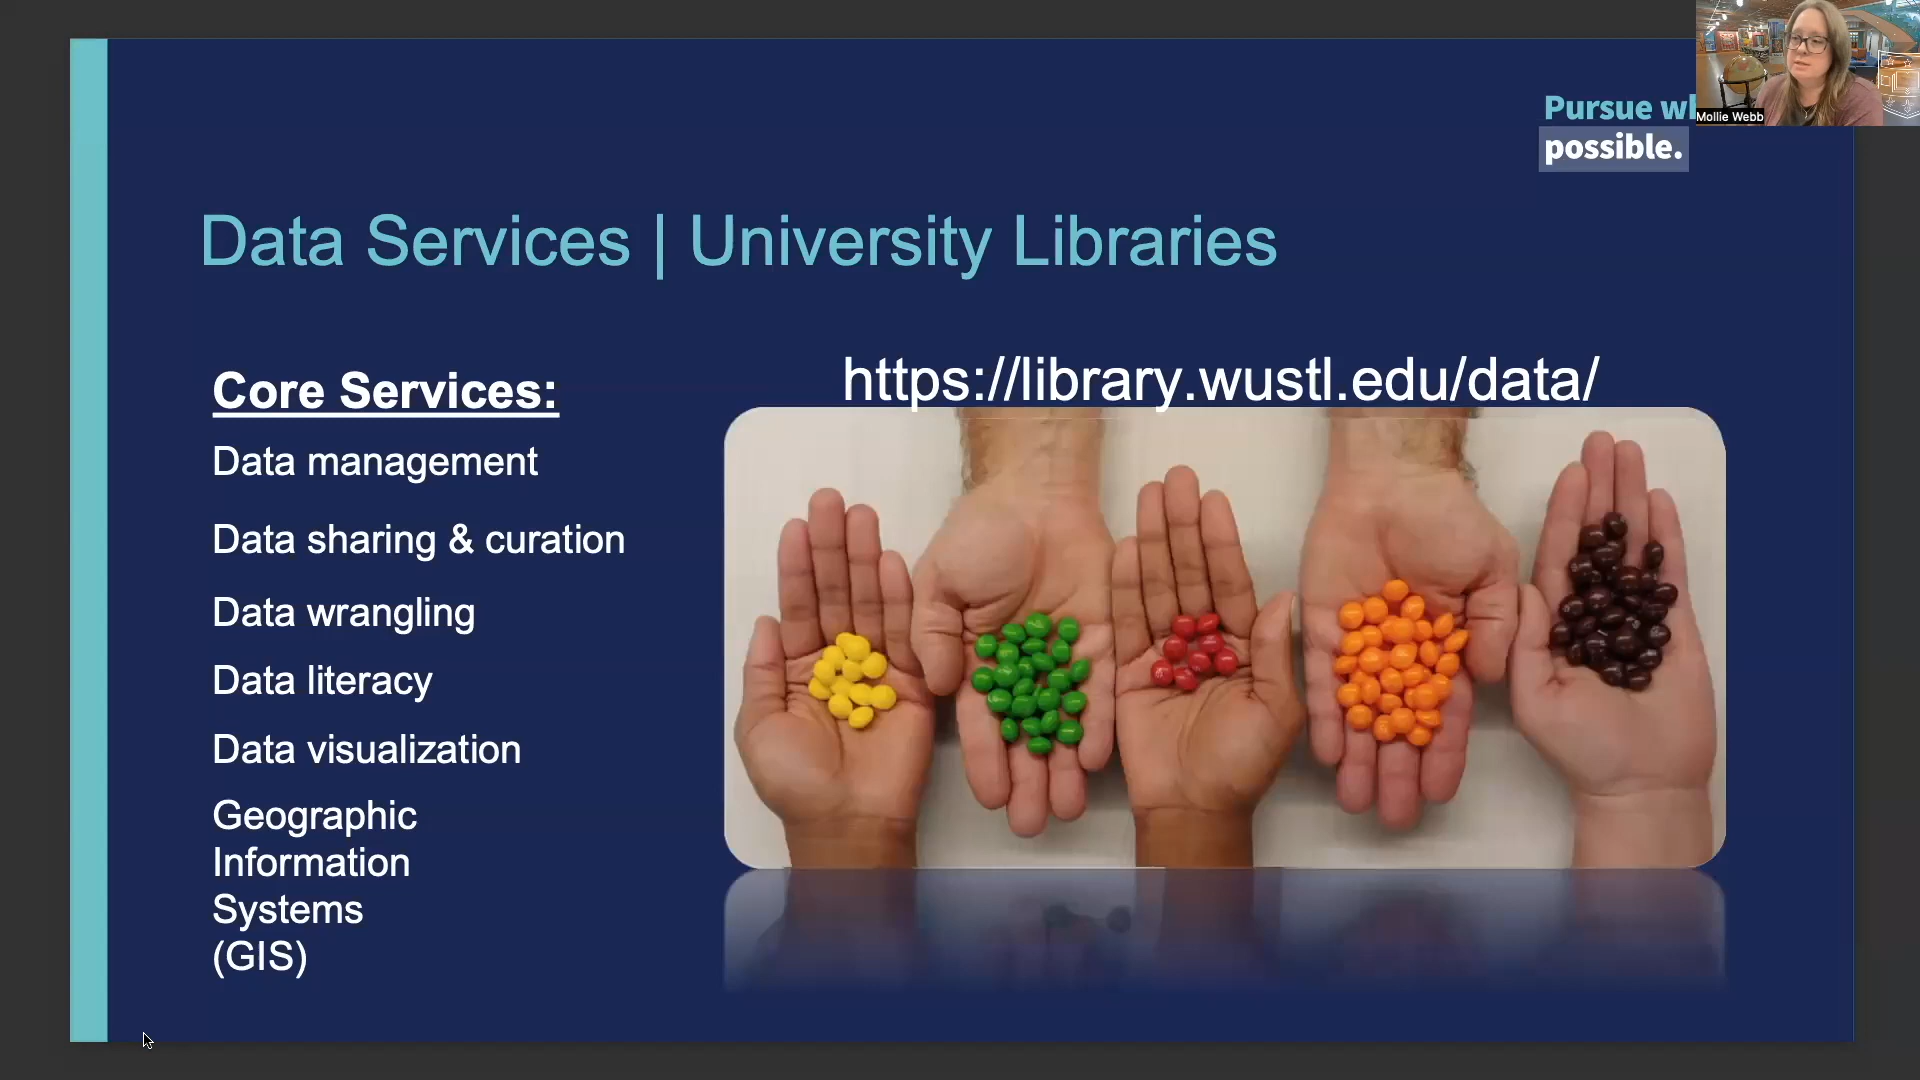 Pursue
possible.
Mollie Webb
Data Services | University Libraries
Core Services:
Data management
Data sharing & curation
Data wrangling
Data literacy
Data visualization
Geographic
Information
Systems
(GIS)
https://library.wustl.edu/data/